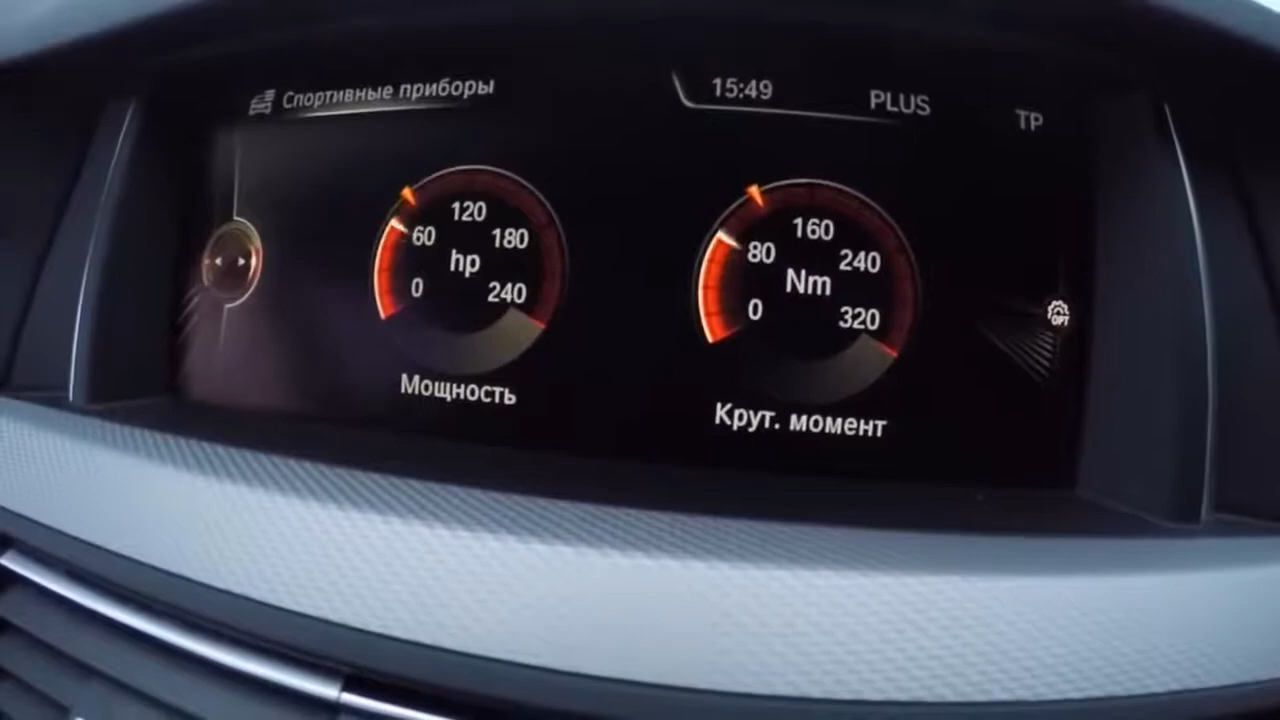 Спортивные приборы
15:49
PLUS
TP
120
60
180
hp
0
240
Мощность
160
80
240
Nm
0
320
Крут. момент
OPT